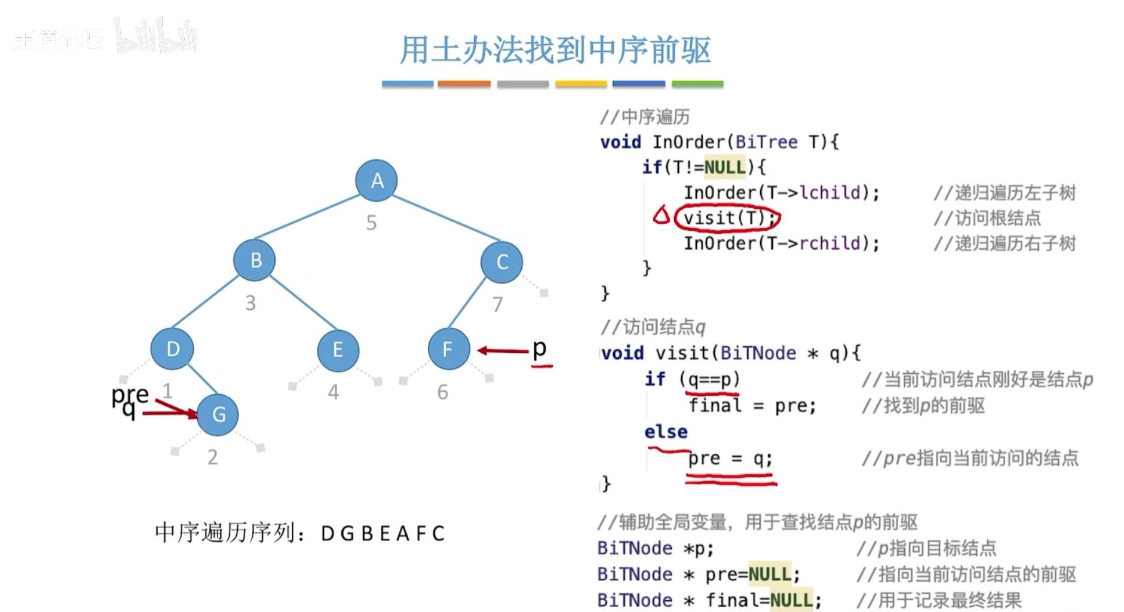 bilibili
用土办法找到中序前驱
A
5
B
3
C
7
D
1
E
4
F
6
p
pre
q
G
2
中序遍历序列：D G B E A F C
//中序遍历
void InOrder(BiTree T){
if(T!=NULL){
InOrder(T->lchild); //递归遍历左子树
visit(T); //访问根结点
InOrder(T->rchild); //递归遍历右子树
}
}
//访问结点q
void visit(BiTNode * q){
if (q==p) //当前访问结点刚好是结点p
final = pre; //找到p的前驱
else
pre = q; //pre指向当前访问的结点
}
//辅助全局变量，用于查找结点p的前驱
BiTNode *p; //p指向目标结点
BiTNode * pre=NULL; //指向当前访问结点的前驱
BiTNode * final=NULL; //用于记录最终结果